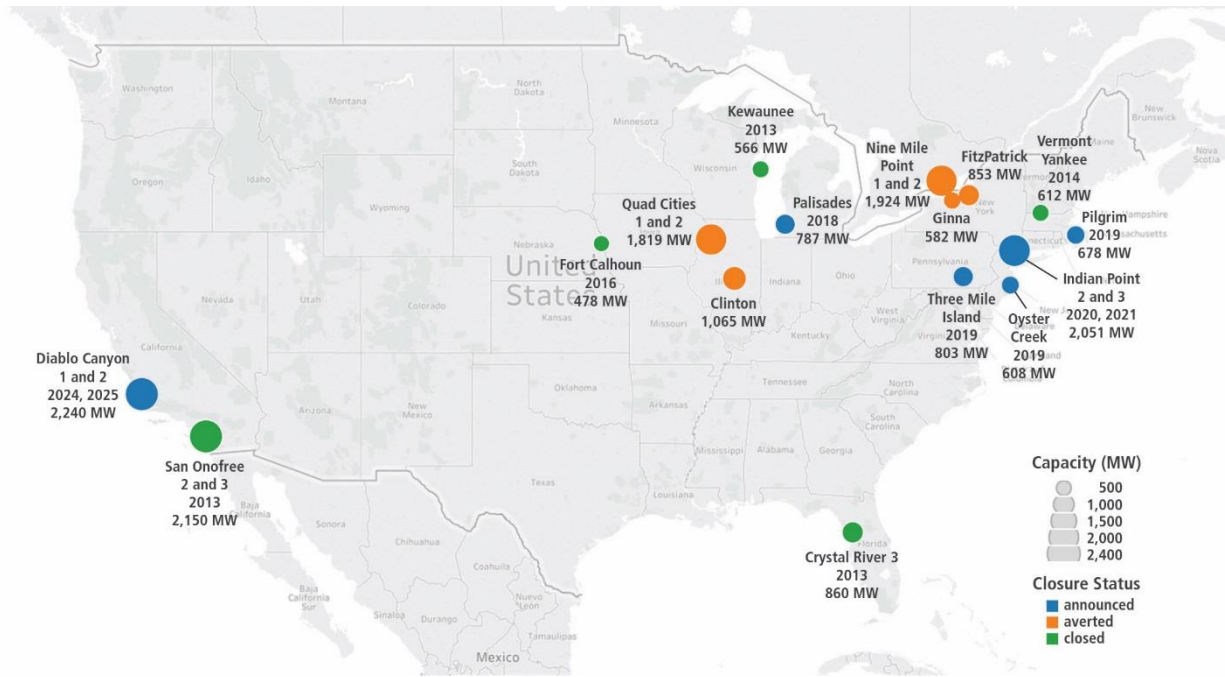 Kewaunee
2013
566 MW
Nine Mile
Point
1 and 2
1,924 MW
FitzPatrick
853 MW
Vermont
Yankee
2014
612 MW
Ginna
582 MW
Pilgrim
2019
678 MW
Quad Cities
1 and 2
1,819 MW
Palisades
2018
787 MW
Fort Calhoun
2016
478 MW
Clinton
1,065 MW
Three Mile
Island
2019
803 MW
Oyster
Creek
2019
608 MW
Indian Point
2 and 3
2020, 2021
2,051 MW
Diablo Canyon
1 and 2
2024, 2025
2,240 MW
San Onofree
2 and 3
2013
2,150 MW
Crystal River 3
2013
860 MW
Capacity (MW)
500
1,000
1,500
2,000
2,400
Closure Status
announced
averted
closed
Washington
Montana
North
Dakota
Minnesota
Wisconsin
Oregon
Idaho
Wyoming
South
Dakota
Nebraska
United
States
Nevada
Utah
Colorado
Kansas
Missouri
Indiana
Ohio
Pennsylvania
West
Virginia
Kentucky
California
Arizona
New
Mexico
Oklahoma
Arkansas
Tennessee
North
Carolina
South
Carolina
Mississippi
Alabama
Georgia
Texas
Louisiana
Florida
New
York
Maine
New
Brunswick
Nova
Scotia
Baja
California
Sonora
Chihuahua
Coahuila
Baja
California
Sur
Sinaloa
Durango
Nuevo
León
Tamaulipas
Mexico